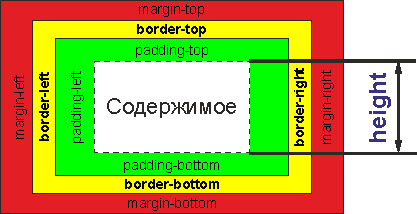 margin-top
border-top
padding-top
margin-left
border-left
padding-left
Содержимое
border-right
margin-right
height
padding-bottom
border-bottom
margin-bottom